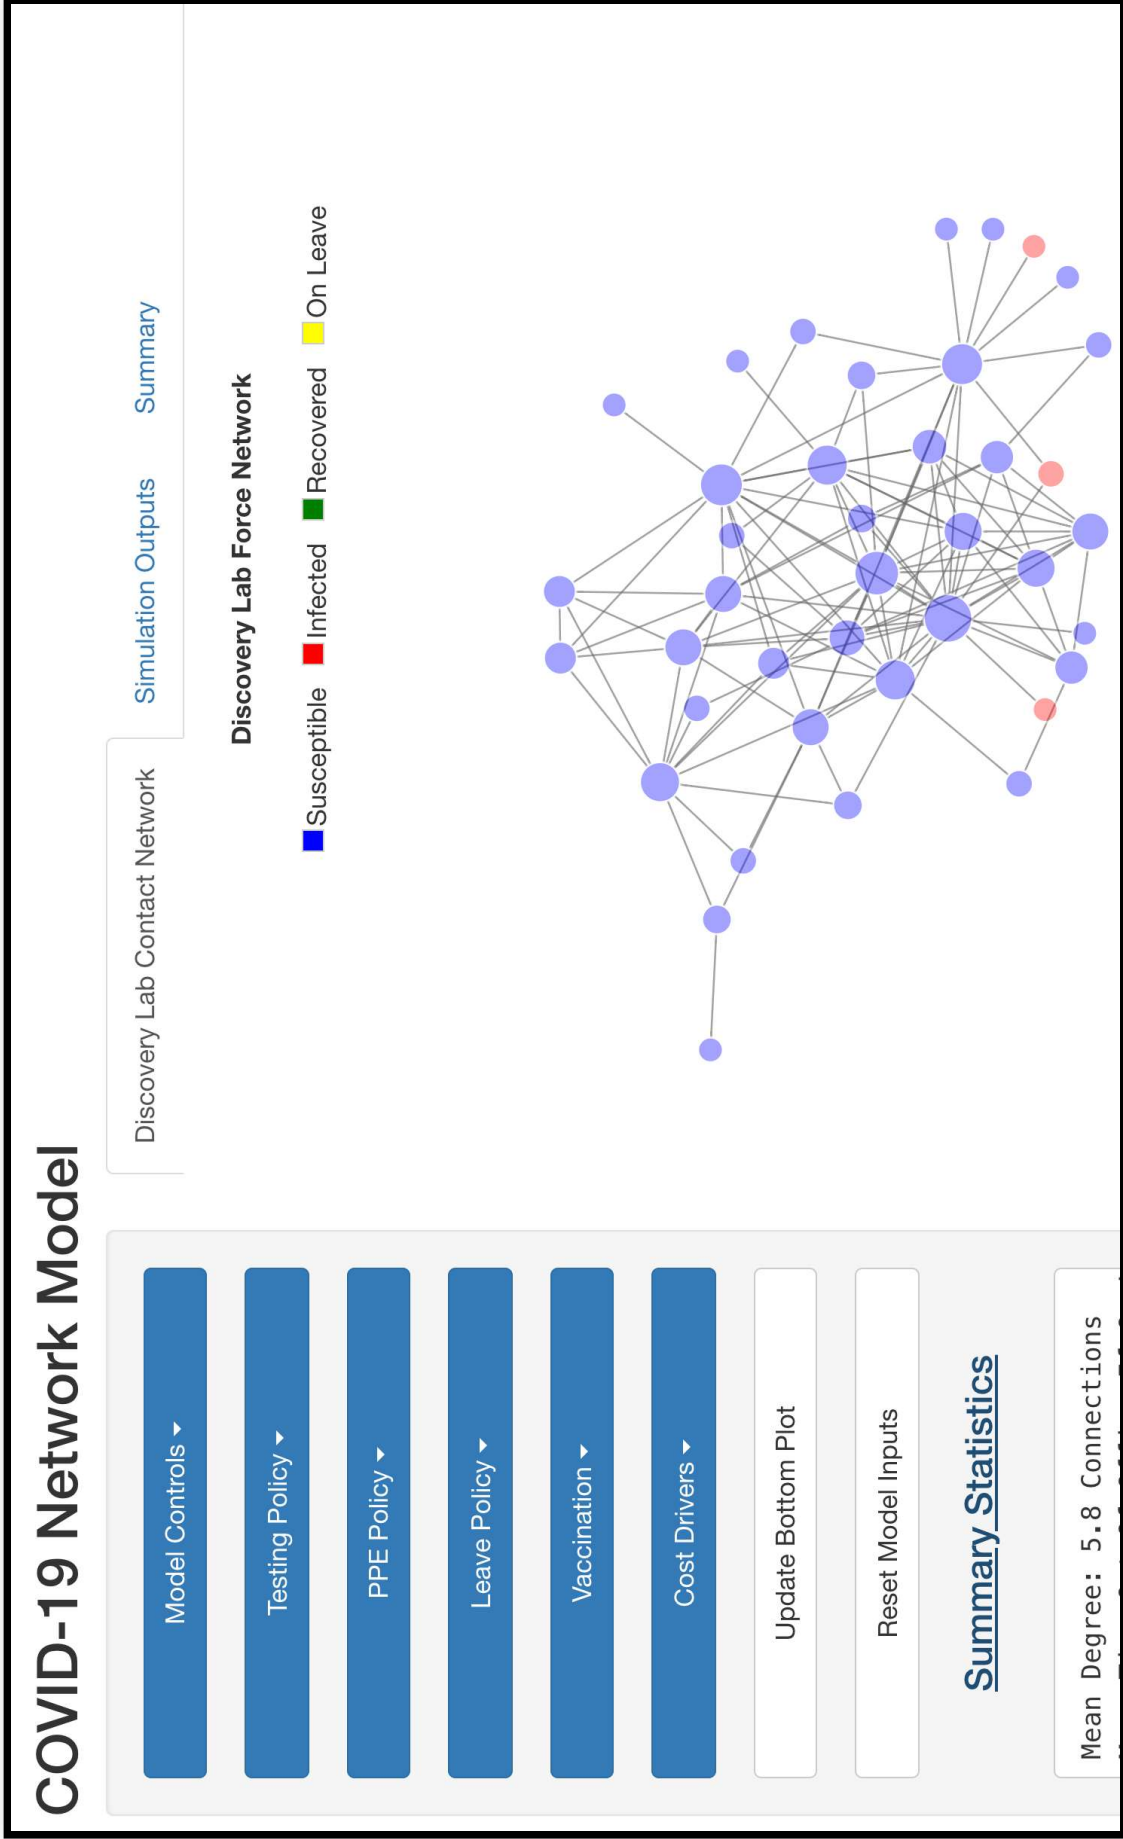 COVID-19 Network Model
Model Controls
Testing Policy
PPE Policy
Leave Policy
Vaccination
Cost Drivers
Update Bottom Plot
Reset Model Inputs
Summary Statistics
Mean Degree: 5.8 Connections
Discovery Lab Contact Network
Simulation Outputs
Summary
Discovery Lab Force Network
Susceptible
Infected
Recovered
On Leave